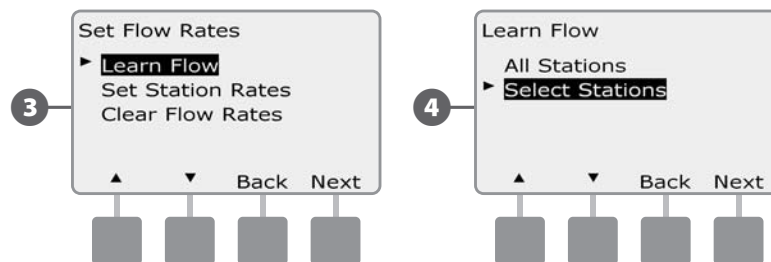 Set Flow Rates
► Learn Flow
Set Station Rates
Clear Flow Rates
▲ ▼ Back Next
3
Learn Flow
All Stations
► Select Stations
▲ ▼ Back Next
4